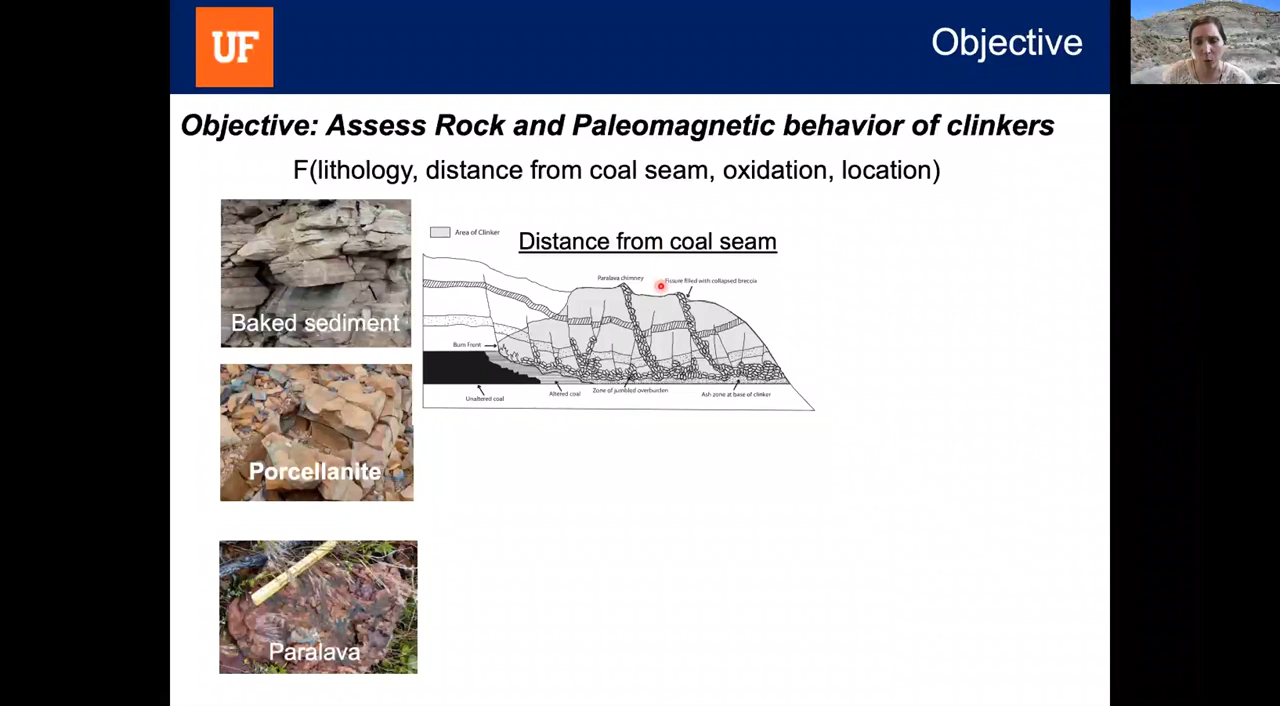 UF
Objective
Objective: Assess Rock and Paleomagnetic behavior of clinkers
F(lithology, distance from coal seam, oxidation, location)
Baked sediment
Porcellanite
Paralava
Area of Clinker
Distance from coal seam
Paralava chimney
Fissure filled with collapsed breccia
Burn Front
Unaltered coal
Altered coal
Zone of jumbled overburden
Ash zone at base of clinker